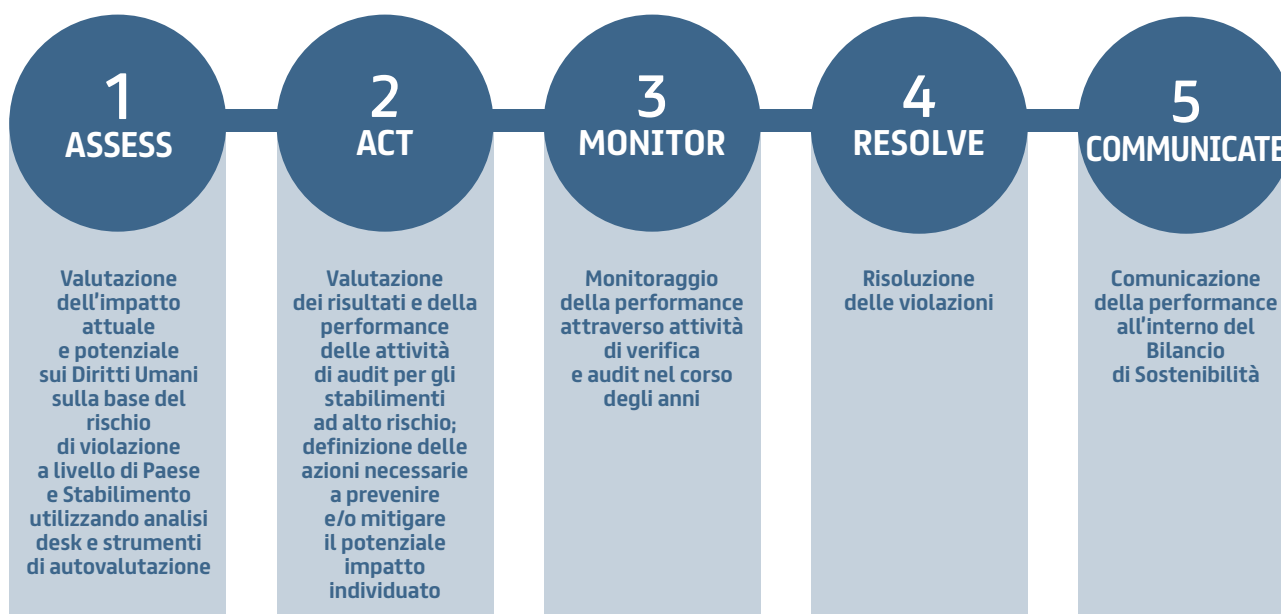 1
ASSESS
Valutazione
dell'impatto
attuale
e potenziale
sui Diritti Umani
sulla base del
rischio
di violazione
a livello di Paese
e Stabilimento
utilizzando analisi
desk e strumenti
di autovalutazione
2
ACT
Valutazione
dei risultati e della
performance
delle attività
di audit per gli
stabilimenti
ad alto rischio;
definizione delle
azioni necessarie
a prevenire
e/o mitigare
il potenziale
impatto
individuato
3
MONITOR
Monitoraggio
della performance
attraverso attività
di verifica
e audit nel corso
degli anni
4
RESOLVE
Risoluzione
delle violazioni
5
COMMUNICATE
Comunicazione
della performance
all'interno del
Bilancio
di Sostenibilità